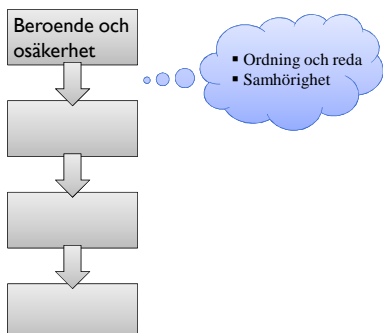 Beroende och
osäkerhet
▪ Ordning och reda
▪ Samhörighet